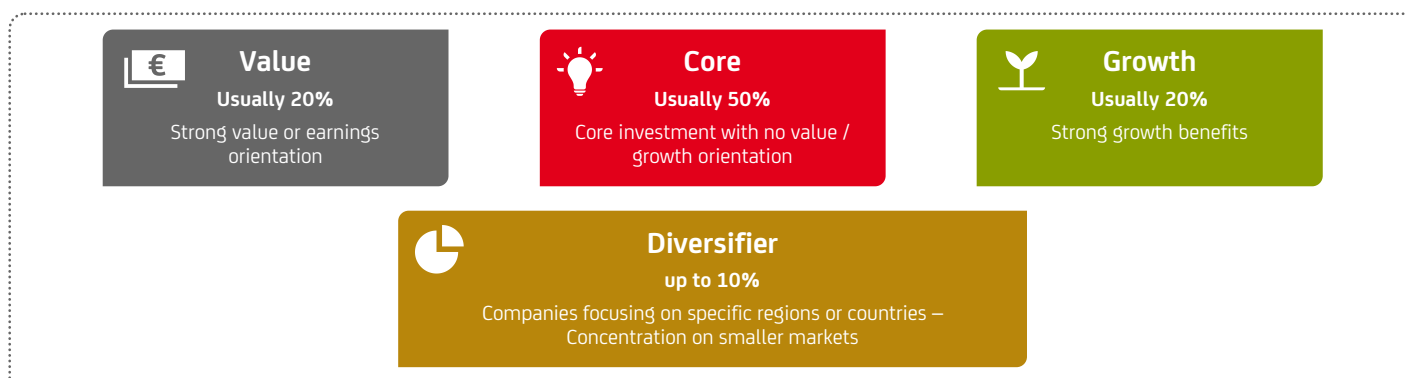 €
Value
Usually 20%
Strong value or earnings
orientation
Core
Usually 50%
Core investment with no value /
growth orientation
Growth
Usually 20%
Strong growth benefits
Diversifier
up to 10%
Companies focusing on specific regions or countries –
Concentration on smaller markets